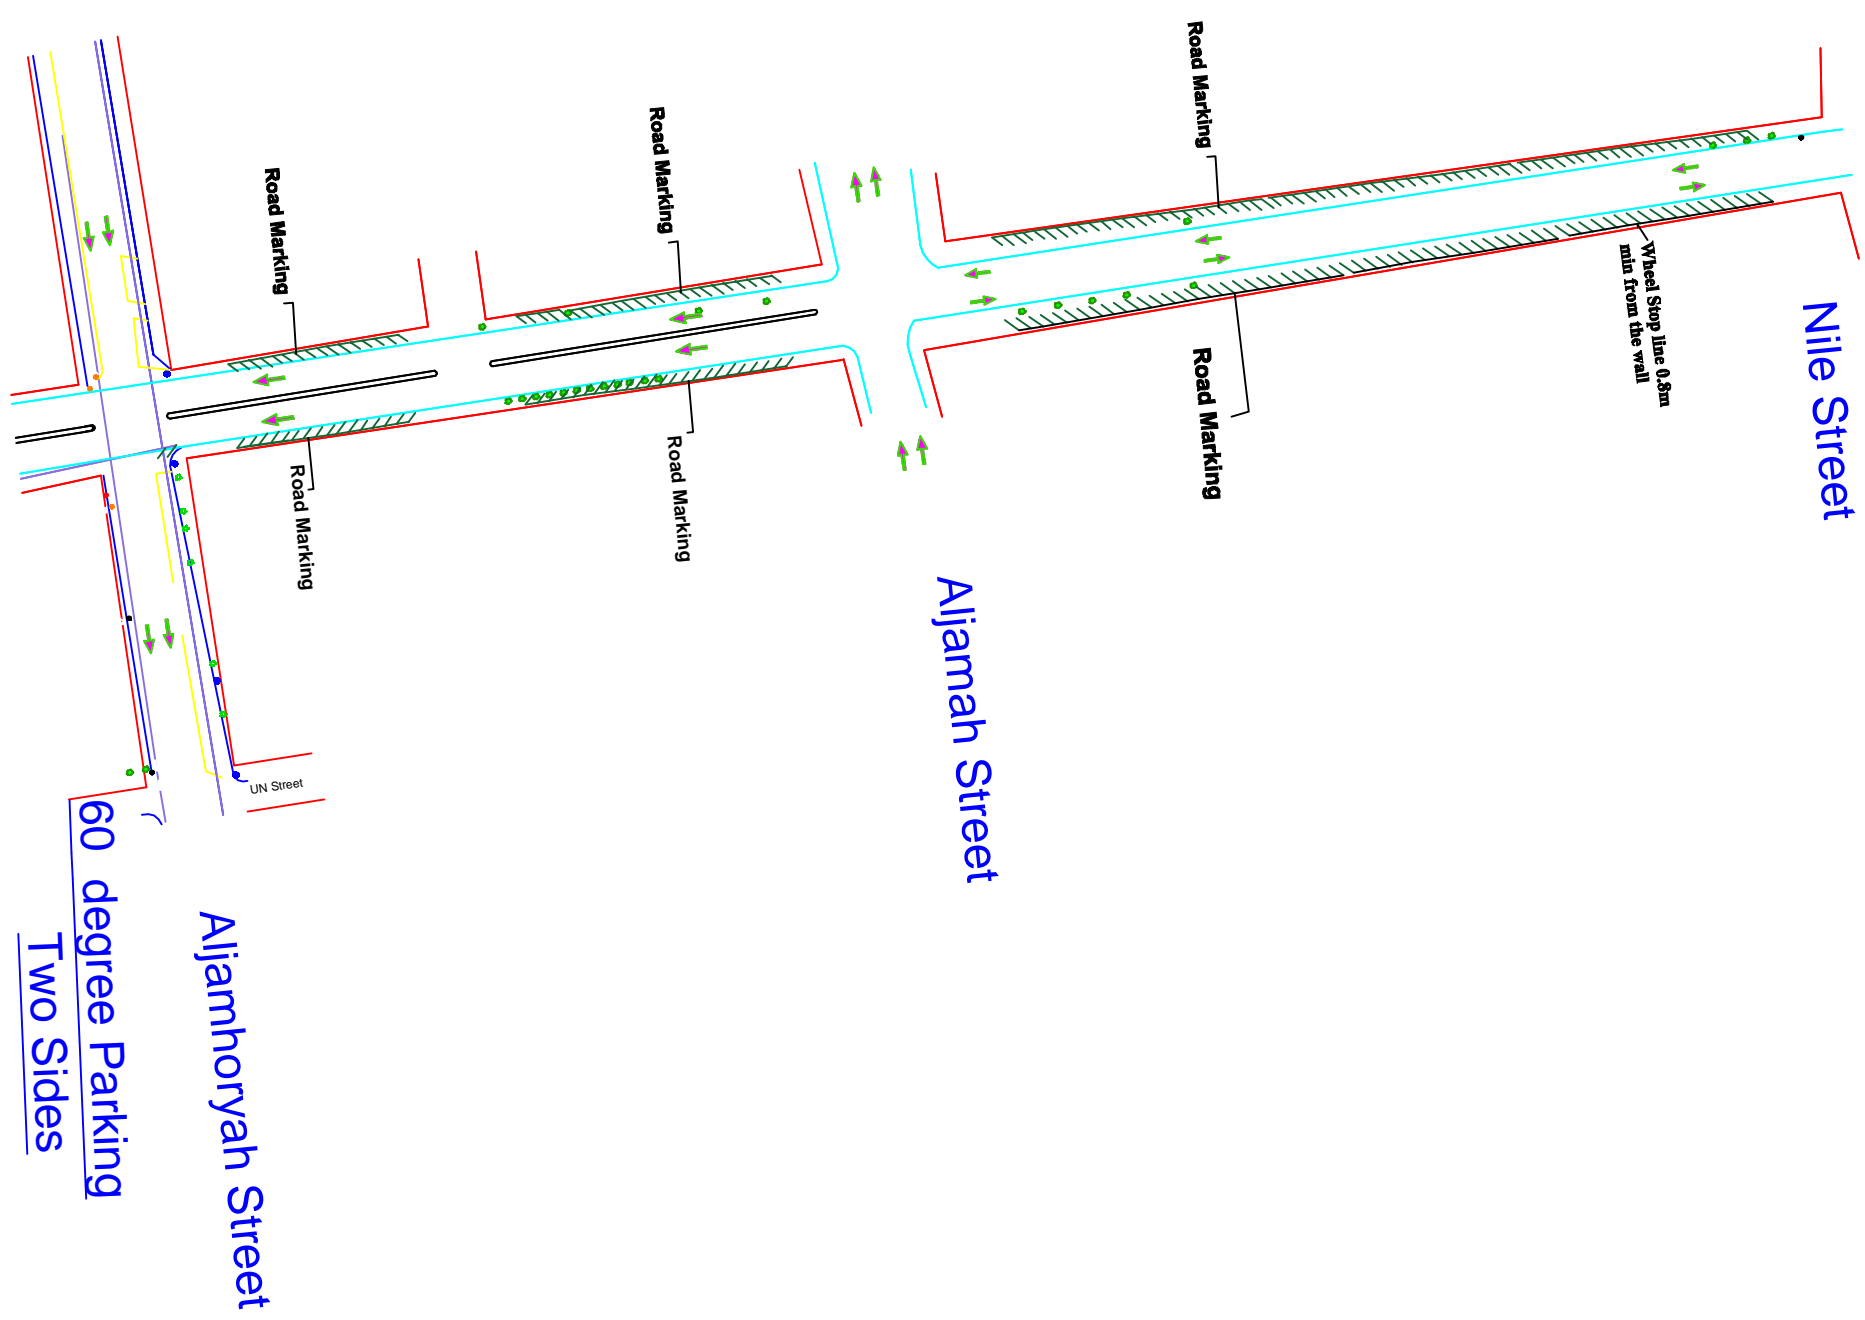 Road Marking
Road Marking
Road Marking
Wheel Stop line 0.8m
min from the wall
Nile Street
Road Marking
Road Marking
Road Marking
Aljamah Street
UN Street
60 degree Parking
Two Sides
Aljamhoryah Street